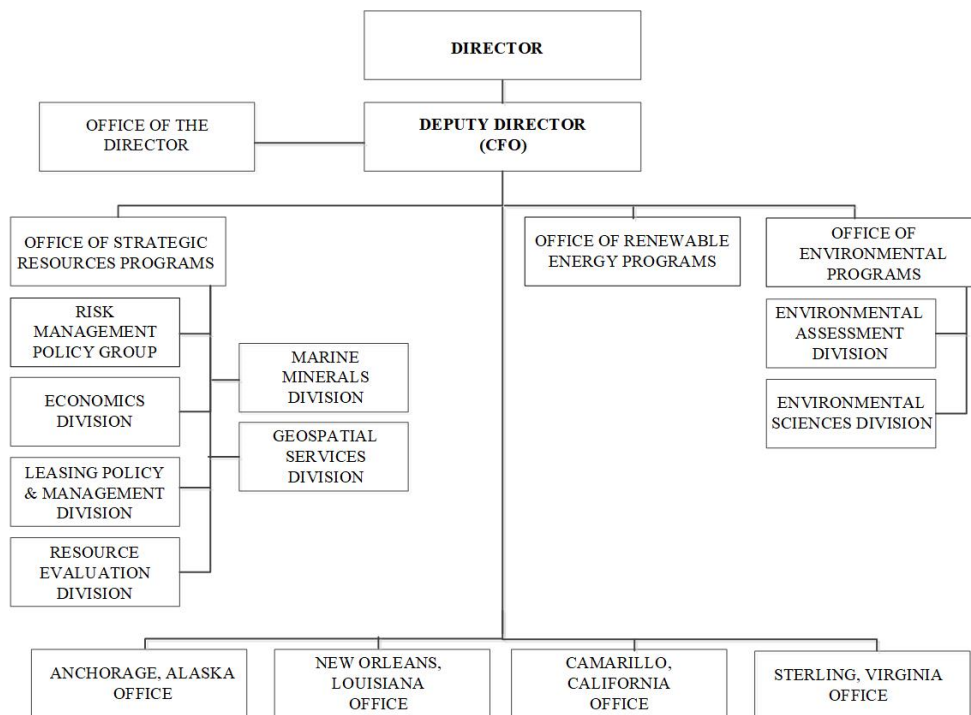 DIRECTOR
OFFICE OF THE
DIRECTOR
DEPUTY DIRECTOR
(CFO)
OFFICE OF STRATEGIC
RESOURCES PROGRAMS
OFFICE OF RENEWABLE
ENERGY PROGRAMS
OFFICE OF
ENVIRONMENTAL
PROGRAMS
RISK
MANAGEMENT
POLICY GROUP
ECONOMICS
DIVISION
LEASING POLICY
& MANAGEMENT
DIVISION
RESOURCE
EVALUATION
DIVISION
MARINE
MINERALS
DIVISION
GEOSPATIAL
SERVICES
DIVISION
ENVIRONMENTAL
ASSESSMENT
DIVISION
ENVIRONMENTAL
SCIENCES DIVISION
ANCHORAGE, ALASKA
OFFICE
NEW ORLEANS,
LOUISIANA
OFFICE
CAMARILLO,
CALIFORNIA
OFFICE
STERLING, VIRGINIA
OFFICE